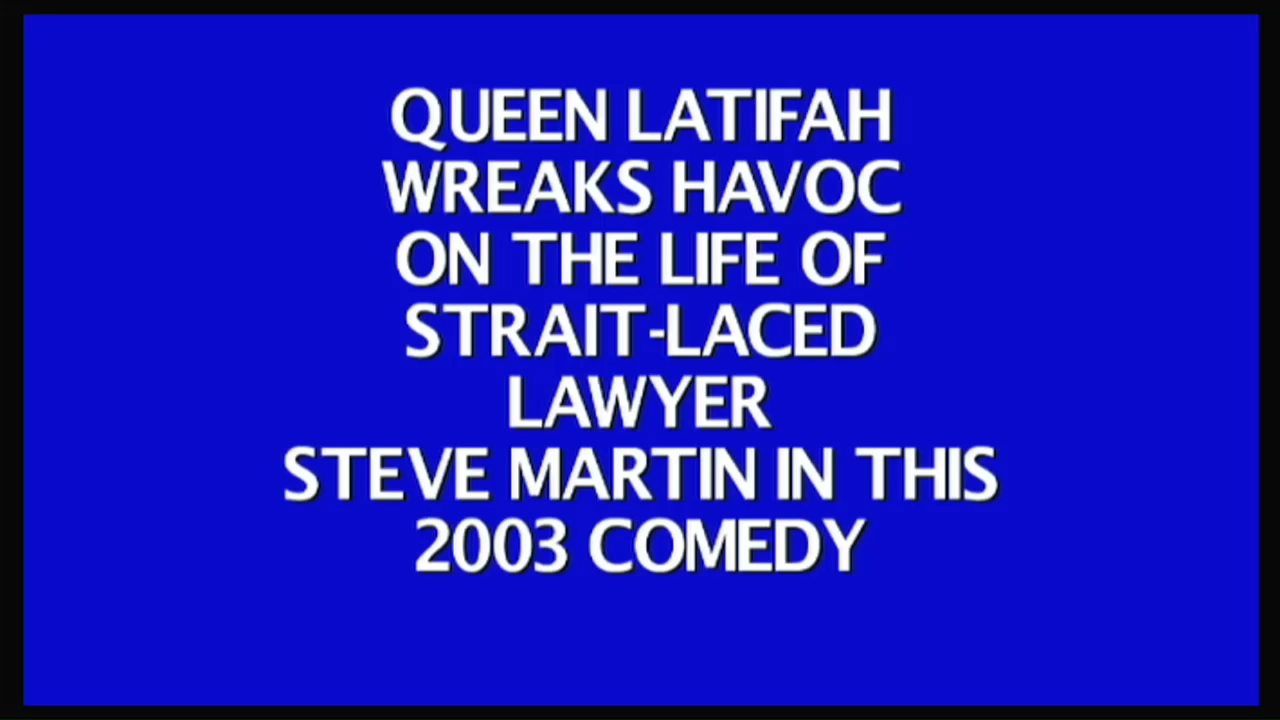 QUEEN LATIFAH
WREAKS HAVOC
ON THE LIFE OF
STRAIT-LACED
LAWYER
STEVE MARTIN IN THIS
2003 COMEDY